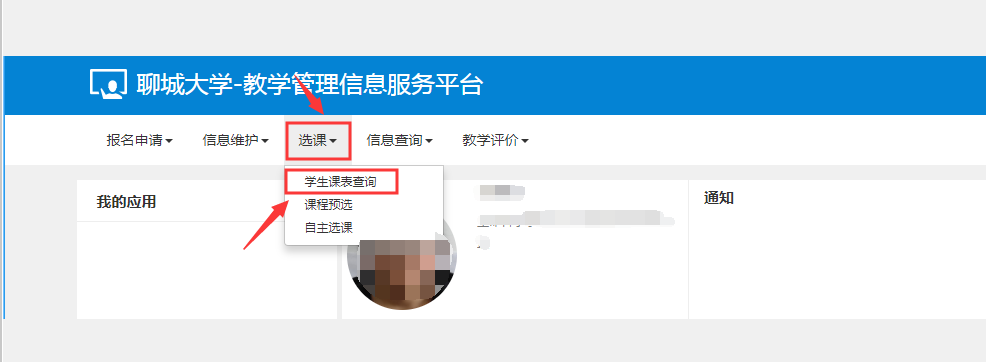 聊城大学-教学管理信息服务平台
报名申请 信息维护 选课 信息查询 教学评价
学生课表查询
课程预选
自主选课
我的应用
通知